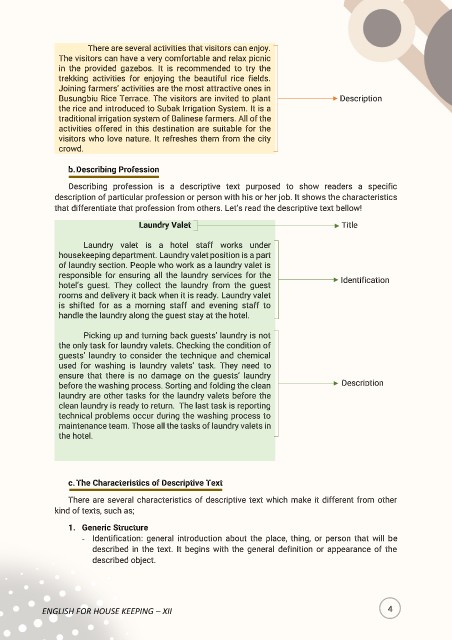 There are several activities that visitors can enjoy.
The visitors can have a very comfortable and relax picnic
in the provided gazebos. It is recommended to try the
trekking activities for enjoying the beautiful rice fields.
Joining farmers' activities are the most attractive ones in
Busungbiu Rice Terrace. The visitors are invited to plant
the rice and introduced to Subak Irrigation System. It is a
traditional irrigation system of Balinese farmers. All of the
activities offered in this destination are suitable for the
visitors who love nature. It refreshes them from the city
crowd.
Description
b. Describing Profession
Describing profession is a descriptive text purposed to show readers a specific
description of particular profession or person with his or her job. It shows the characteristics
that differentiate that profession from others. Let's read the descriptive text bellow!
Laundry Valet
Title
Laundry valet is a hotel staff works under
housekeeping department. Laundry valet position is a part
of laundry section. People who work as a laundry valet is
responsible for ensuring all the laundry services for the
hotel's guest. They collect the laundry from the guest
rooms and delivery it back when it is ready. Laundry valet
is shifted for as a morning staff and evening staff to
handle the laundry along the guest stay at the hotel.
Identification
Picking up and turning back guests' laundry is not
the only task for laundry valets. Checking the condition of
guests' laundry to consider the technique and chemical
used for washing is laundry valets' task. They need to
ensure that there is no damage on the guests' laundry
before the washing process. Sorting and folding the clean
laundry are other tasks for the laundry valets before the
clean laundry is ready to return. The last task is reporting
technical problems occur during the washing process to
maintenance team. Those all the tasks of laundry valets in
the hotel.
Description
c. The Characteristics of Descriptive Text
There are several characteristics of descriptive text which make it different from other
kind of texts, such as;
1. Generic Structure
- Identification: general introduction about the place, thing, or person that will be
described in the text. It begins with the general definition or appearance of the
described object.
ENGLISH FOR HOUSE KEEPING – XII
4